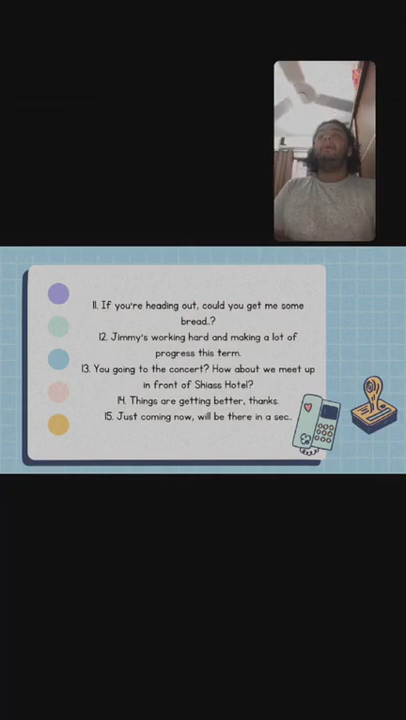 11. If you're heading out, could you get me some
bread..?
12. Jimmy's working hard and making a lot of
progress this term.
13. You going to the concert? How about we meet up
in front of Shiass Hotel?
14. Things are getting better, thanks.
15. Just coming now, will be there in a sec..